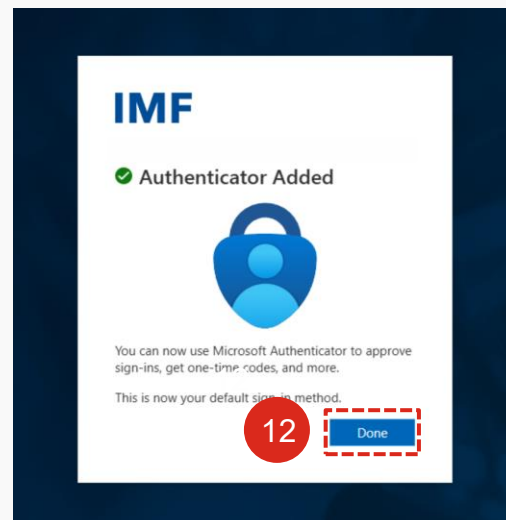 IMF
Authenticator Added
You can now use Microsoft Authenticator to approve
sign-ins, get one-time codes, and more.
This is now your default sign-in method.
12
Done